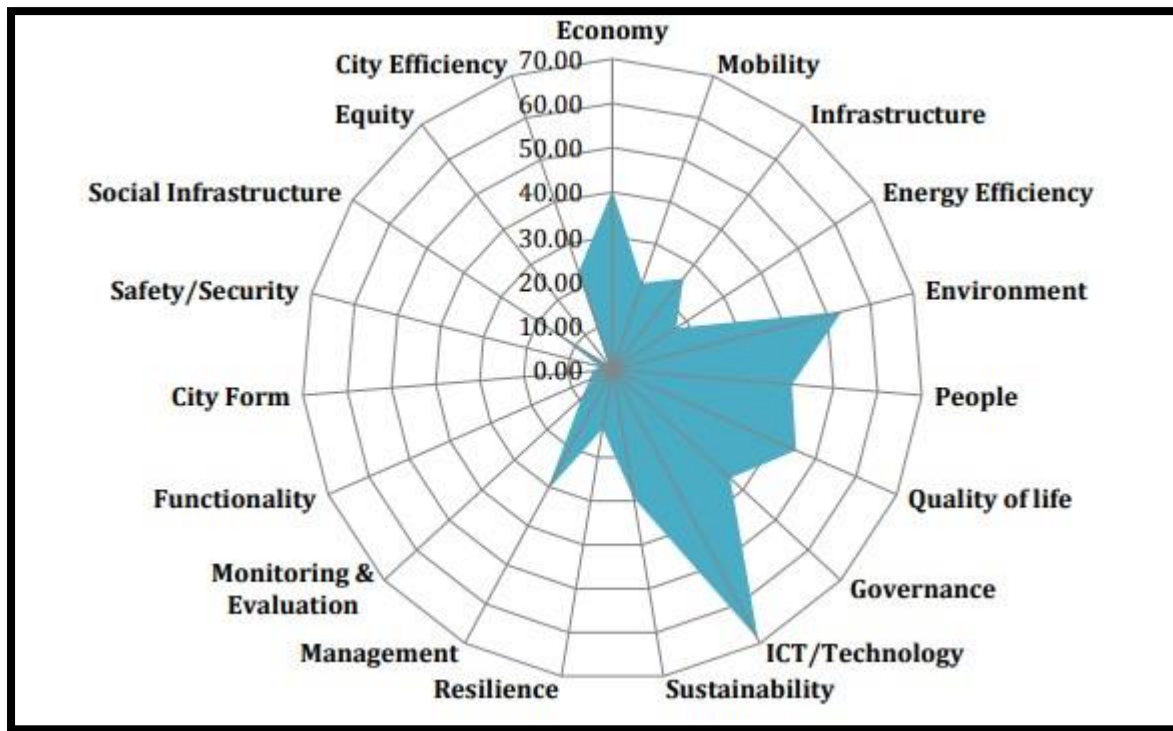 Economy
70.00
60.00
50.00
40.00
30.00
20.00
10.00
0.00
Mobility
Infrastructure
Energy Efficiency
Environment
People
Quality of life
Governance
ICT/Technology
Sustainability
Resilience
Management
Monitoring &
Evaluation
Functionality
City Form
Safety/Security
Social Infrastructure
Equity
City Efficiency